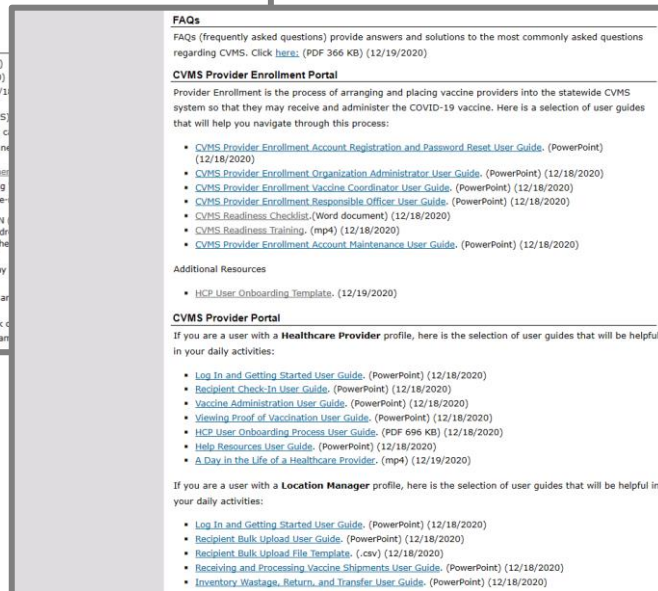 FAQs
FAQs (frequently asked questions) provide answers and solutions to the most commonly asked questions
regarding CVMS. Click here: (PDF 366 KB) (12/19/2020)
CVMS Provider Enrollment Portal
Provider Enrollment is the process of arranging and placing vaccine providers into the statewide CVMS
system so that they may receive and administer the COVID-19 vaccine. Here is a selection of user guides
that will help you navigate through this process:
▪ CVMS Provider Enrollment Account Registration and Password Reset User Guide. (PowerPoint)
(12/18/2020)
▪ CVMS Provider Enrollment Organization Administrator User Guide. (PowerPoint) (12/18/2020)
▪ CVMS Provider Enrollment Vaccine Coordinator User Guide. (PowerPoint) (12/18/2020)
▪ CVMS Provider Enrollment Responsible Officer User Guide. (PowerPoint) (12/18/2020)
▪ CVMS Readiness Checklist.(Word document) (12/18/2020)
▪ CVMS Readiness Training. (mp4) (12/18/2020)
▪ CVMS Provider Enrollment Account Maintenance User Guide. (PowerPoint) (12/18/2020)
Additional Resources
▪ HCP User Onboarding Template. (12/19/2020)
CVMS Provider Portal
If you are a user with a Healthcare Provider profile, here is the selection of user guides that will be helpful
in your daily activities:
▪ Log In and Getting Started User Guide. (PowerPoint) (12/18/2020)
▪ Recipient Check-In User Guide. (PowerPoint) (12/18/2020)
▪ Vaccine Administration User Guide. (PowerPoint) (12/18/2020)
▪ Viewing Proof of Vaccination User Guide. (PowerPoint) (12/18/2020)
▪ HCP User Onboarding Process User Guide. (PDF 696 KB) (12/18/2020)
▪ Help Resources User Guide. (PowerPoint) (12/18/2020)
▪ A Day in the Life of a Healthcare Provider. (mp4) (12/19/2020)
If you are a user with a Location Manager profile, here is the selection of user guides that will be helpful in
your daily activities:
▪ Log In and Getting Started User Guide. (PowerPoint) (12/18/2020)
▪ Recipient Bulk Upload User Guide. (PowerPoint) (12/18/2020)
▪ Recipient Bulk Upload File Template. (.csv) (12/18/2020)
▪ Receiving and Processing Vaccine Shipments User Guide. (PowerPoint) (12/18/2020)
▪ Inventory Wastage, Return, and Transfer User Guide. (PowerPoint) (12/18/2020)